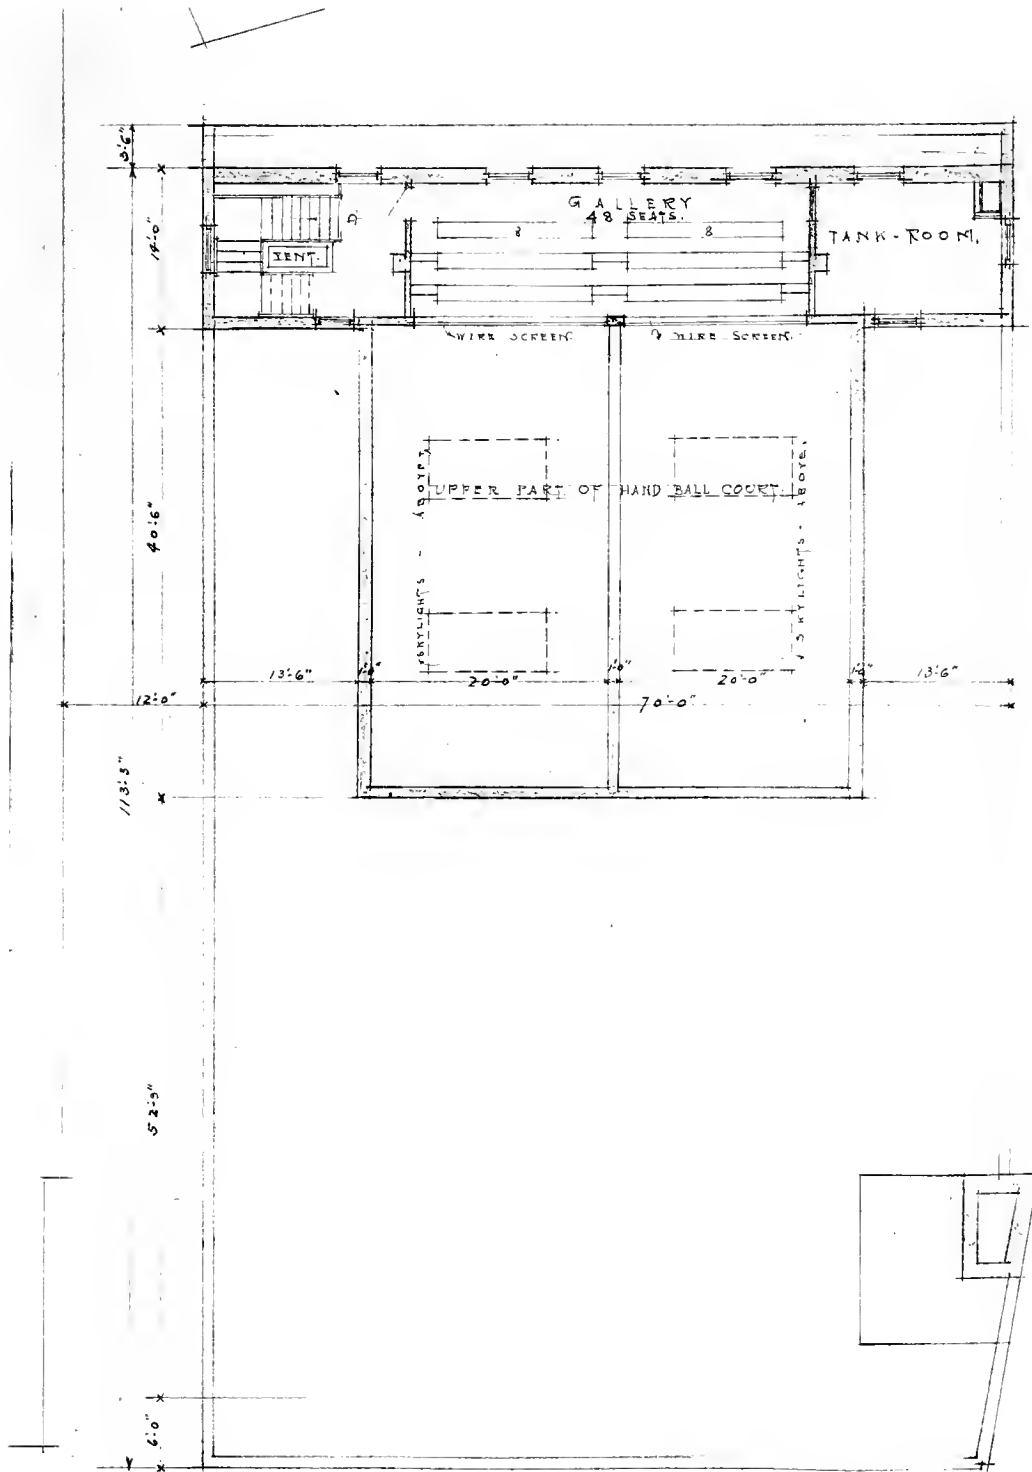 3'-6"
GALLERY
48 SEATS.
8 8
TANK-ROOM.
VENT.
D.
14'-0"
WIRE SCREEN.
WIRE SCREEN.
SKYLIGHTS - ABOVE.
UPPER PART OF HAND BALL COURT.
SKYLIGHTS - ABOVE.
40'-6"
13'-6" 1'-0" 20'-0" 1'-0" 20'-0" 1'-0" 13'-6"
12'-0" 70'-0"
113'-3"
52'-9"
6'-0"